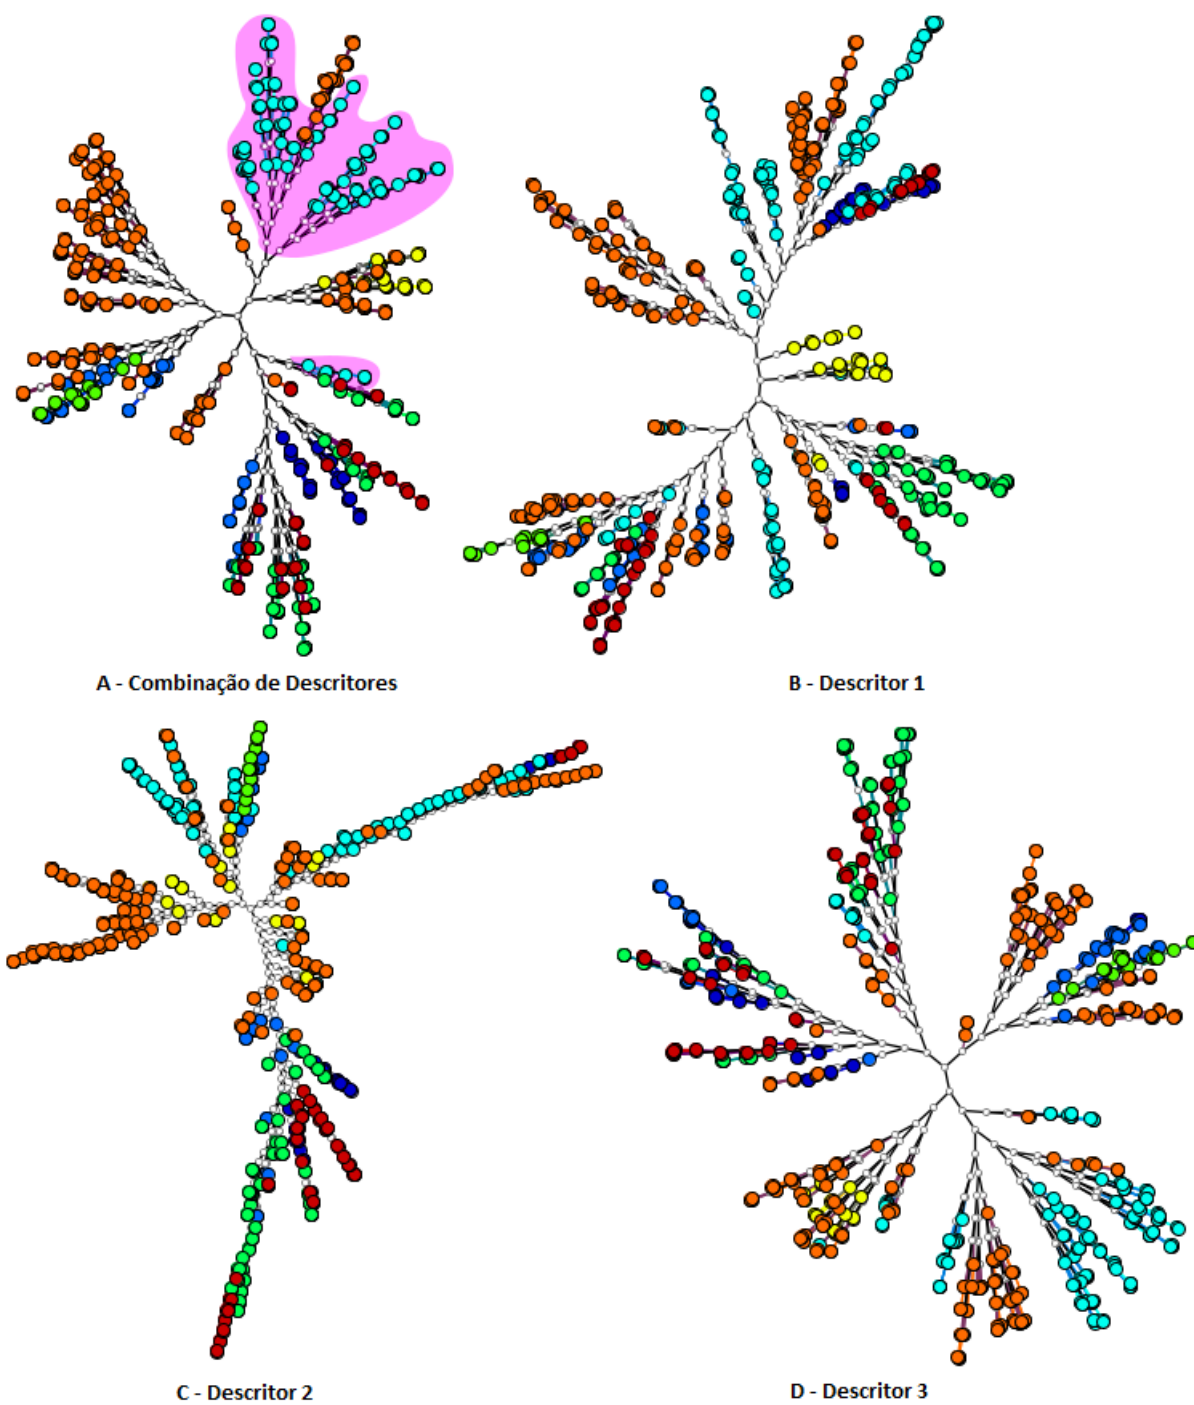 A - Combinação de Descritores
B - Descritor 1
C - Descritor 2
D - Descritor 3